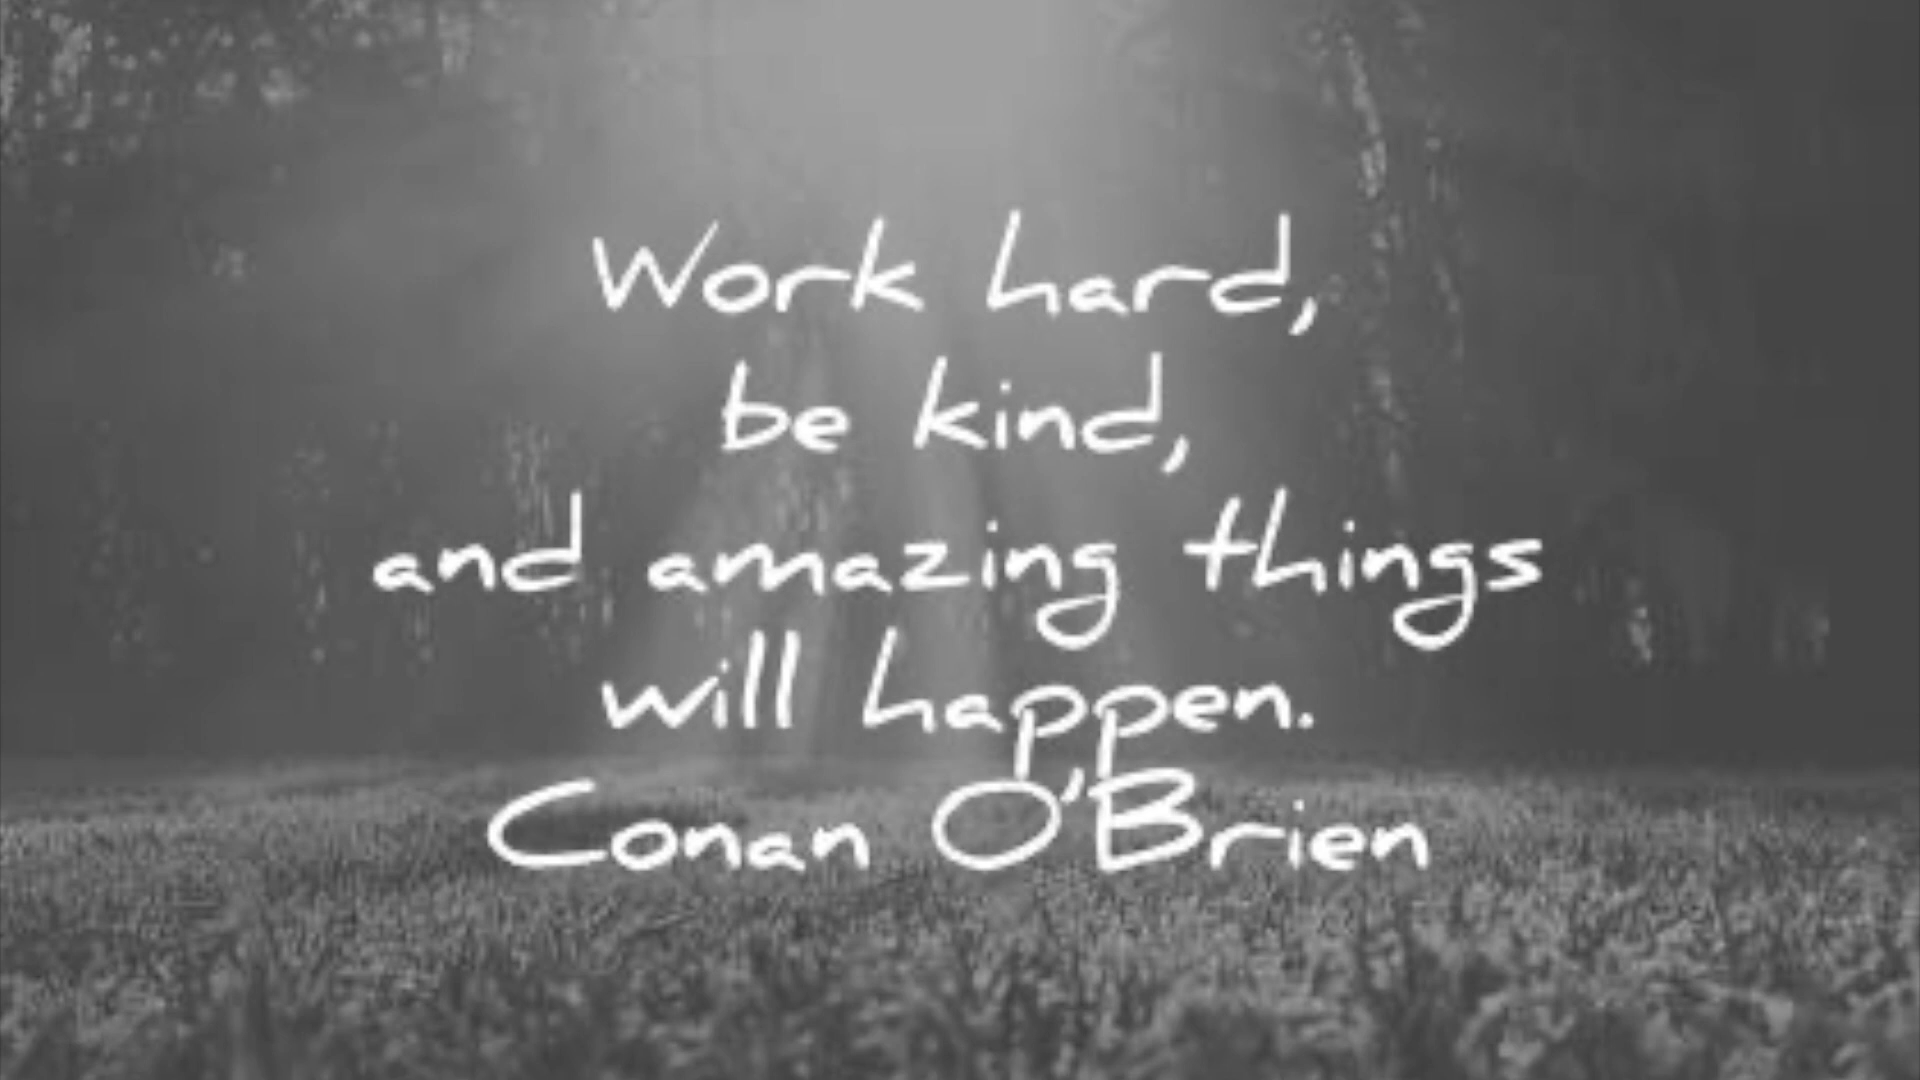 Work hard,
be kind,
and amazing things
will happen.
Conan O'Brien